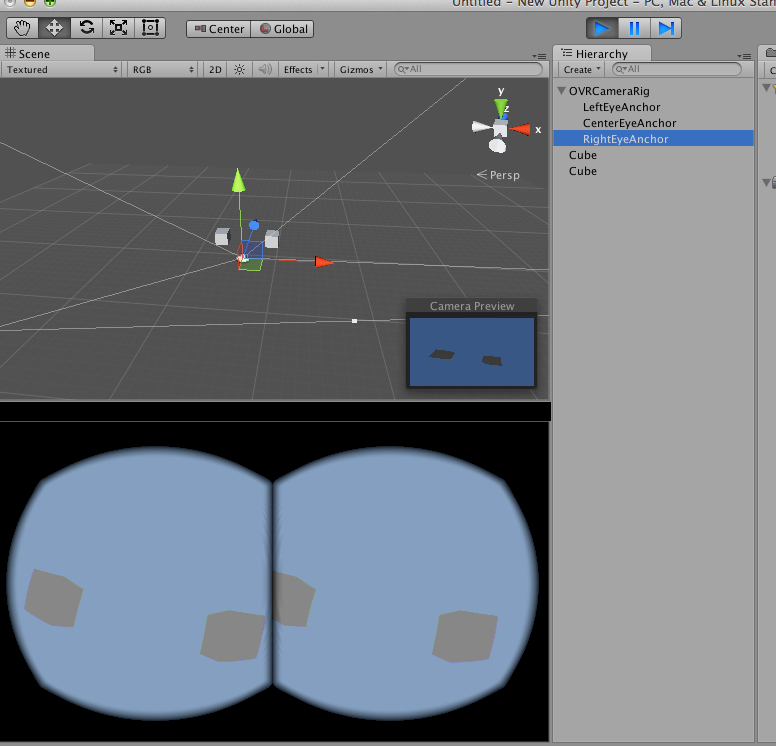 Untitled - New Unity Project - PC, Mac & Linux Stan
Center Global
Scene
Hierarchy
Textured RGB 2D Effects Gizmos All
Create All
OVRCameraRig
LeftEyeAnchor
CenterEyeAnchor
RightEyeAnchor
Cube
Cube
y
z
x
Persp
Camera Preview